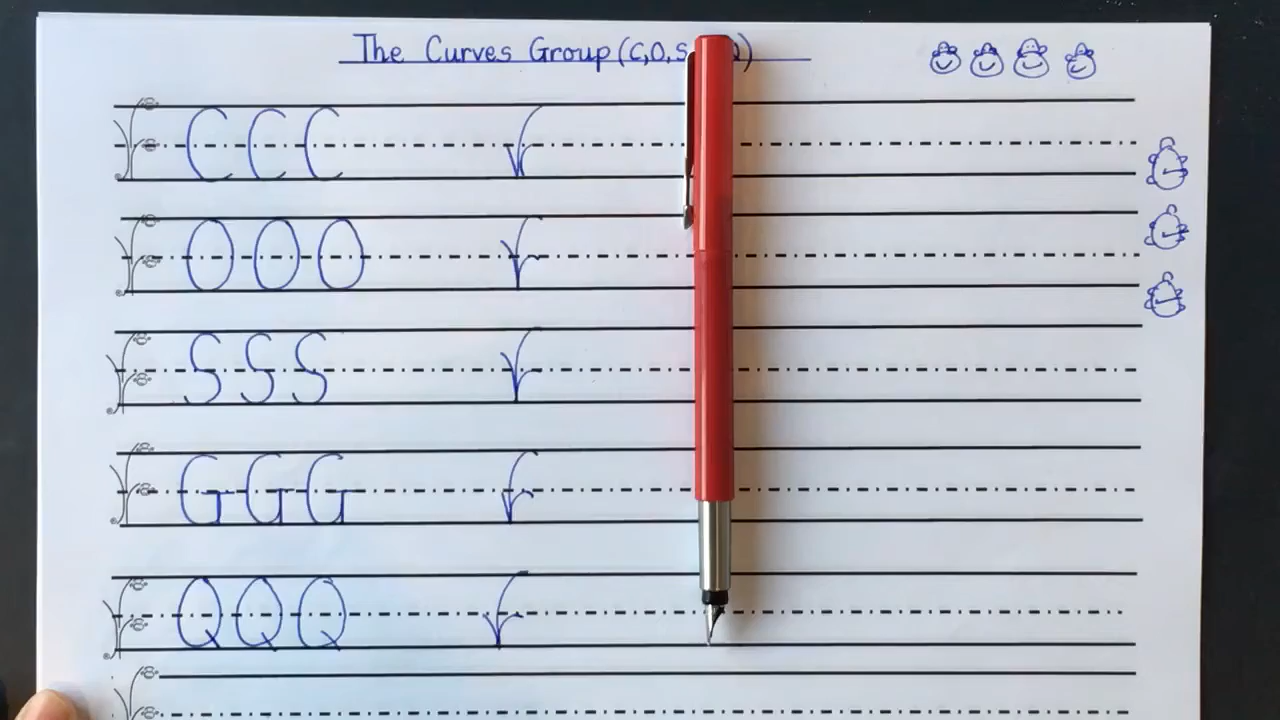 The Curves Group (C,O,S Q)
C C C
O O O
S S S
G G G
Q Q Q